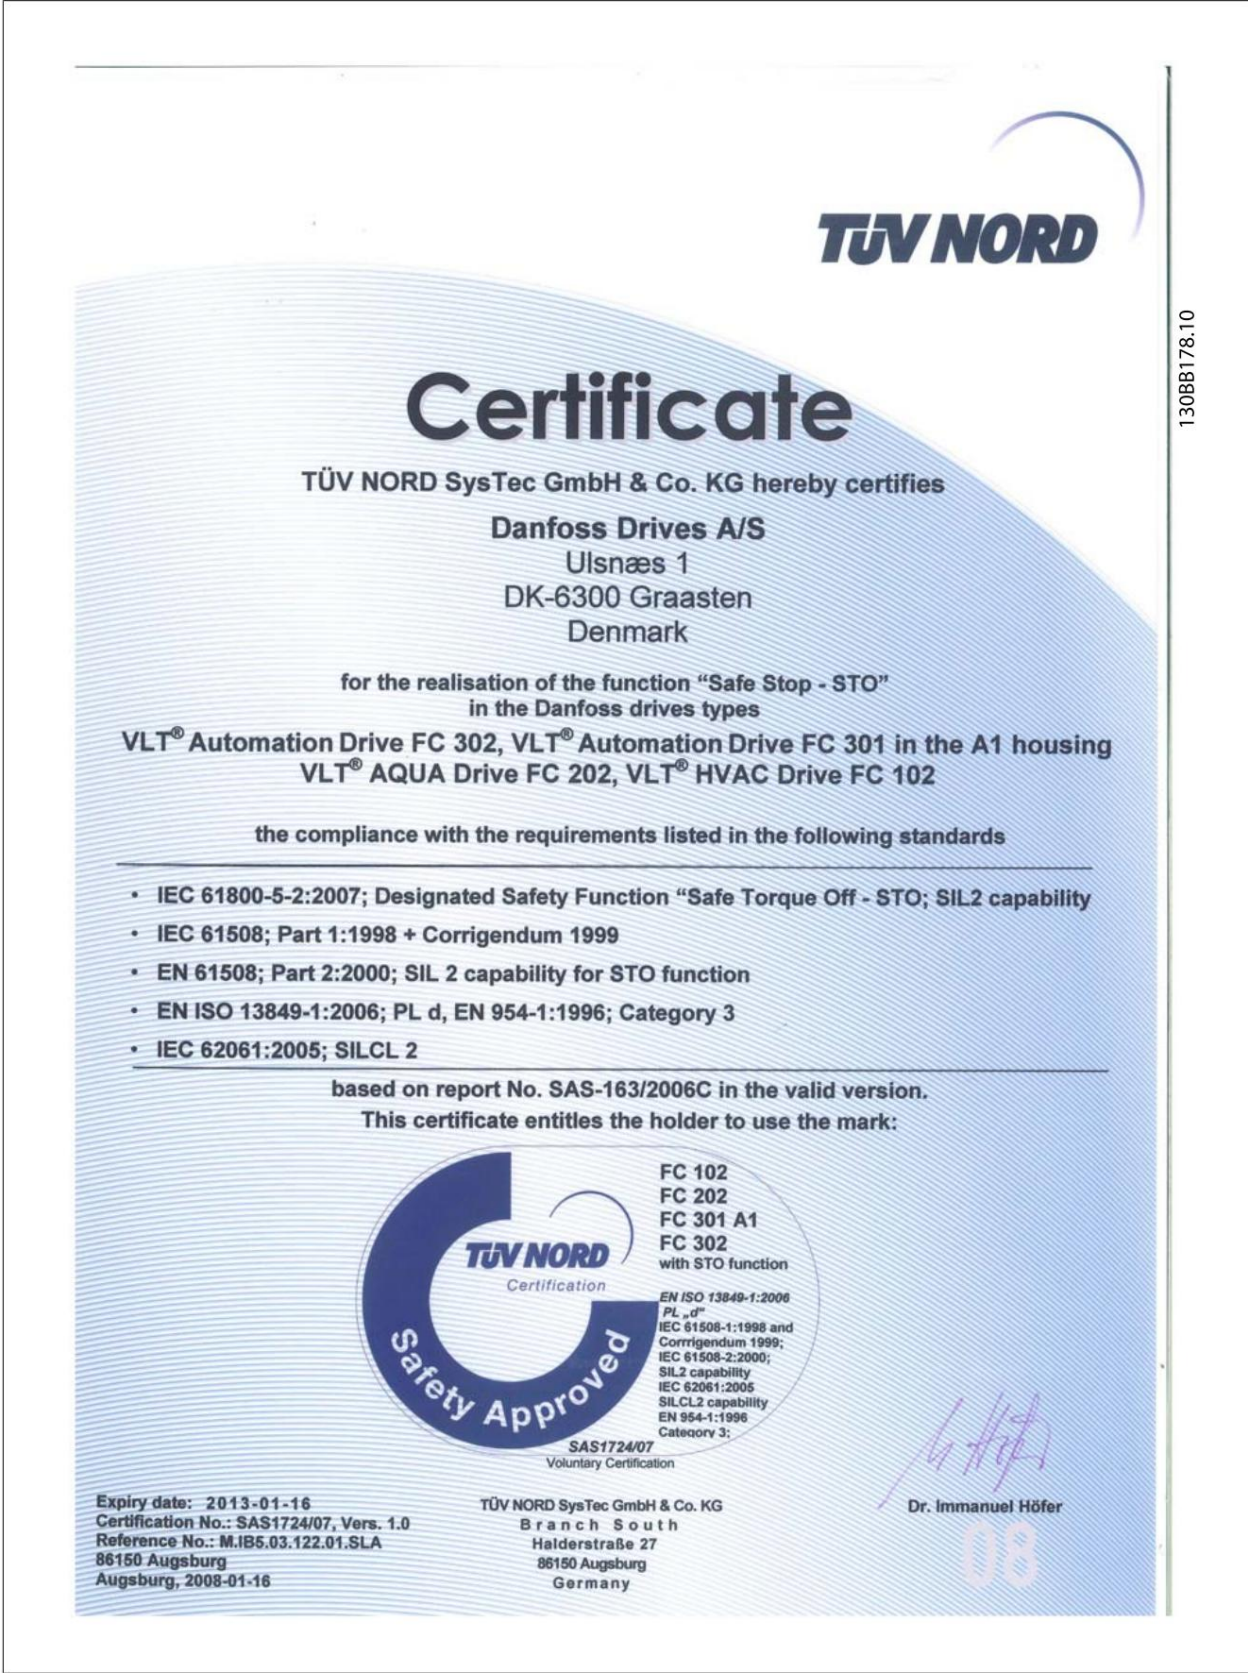 TÜV NORD
130BB178.10
Certificate
TÜV NORD SysTec GmbH & Co. KG hereby certifies
Danfoss Drives A/S
Ulsnæs 1
DK-6300 Graasten
Denmark
for the realisation of the function “Safe Stop - STO”
in the Danfoss drives types
VLT® Automation Drive FC 302, VLT® Automation Drive FC 301 in the A1 housing
VLT® AQUA Drive FC 202, VLT® HVAC Drive FC 102
the compliance with the requirements listed in the following standards
• IEC 61800-5-2:2007; Designated Safety Function “Safe Torque Off - STO; SIL2 capability
• IEC 61508; Part 1:1998 + Corrigendum 1999
• EN 61508; Part 2:2000; SIL 2 capability for STO function
• EN ISO 13849-1:2006; PL d, EN 954-1:1996; Category 3
• IEC 62061:2005; SILCL 2
based on report No. SAS-163/2006C in the valid version.
This certificate entitles the holder to use the mark:
TÜV NORD
Certification
Safety Approved
FC 102
FC 202
FC 301 A1
FC 302
with STO function
EN ISO 13849-1:2006
PL „d“
IEC 61508-1:1998 and
Corrrigendum 1999;
IEC 61508-2:2000;
SIL2 capability
IEC 62061:2005
SILCL2 capability
EN 954-1:1996
Category 3;
SAS1724/07
Voluntary Certification
Expiry date: 2013-01-16
Certification No.: SAS1724/07, Vers. 1.0
Reference No.: M.IB5.03.122.01.SLA
86150 Augsburg
Augsburg, 2008-01-16
TÜV NORD SysTec GmbH & Co. KG
Branch South
Halderstraße 27
86150 Augsburg
Germany
Dr. Immanuel Höfer
08